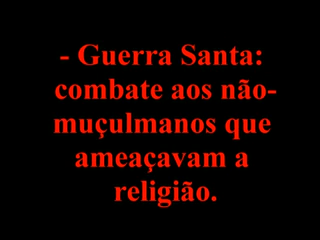 - Guerra Santa:
combate aos não-
muçulmanos que
ameaçavam a
religião.